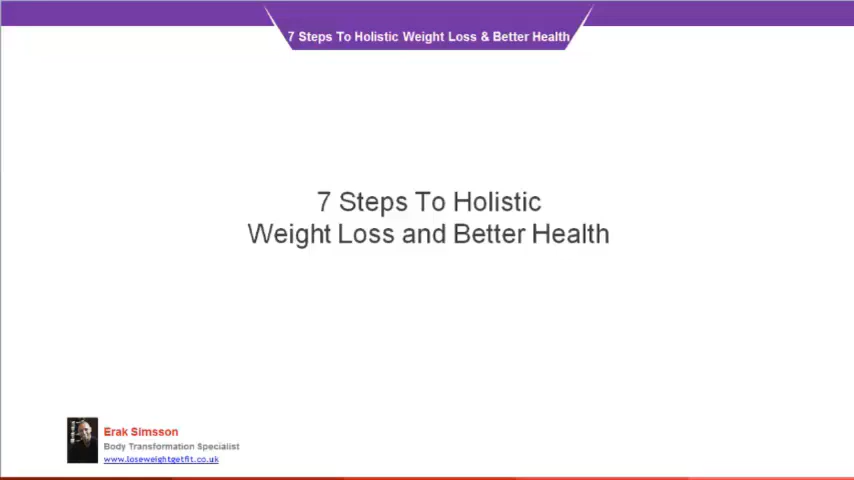 7 Steps To Holistic Weight Loss & Better Health
7 Steps To Holistic
Weight Loss and Better Health
Erak Simsson
Body Transformation Specialist
www.loseweightgetfit.co.uk